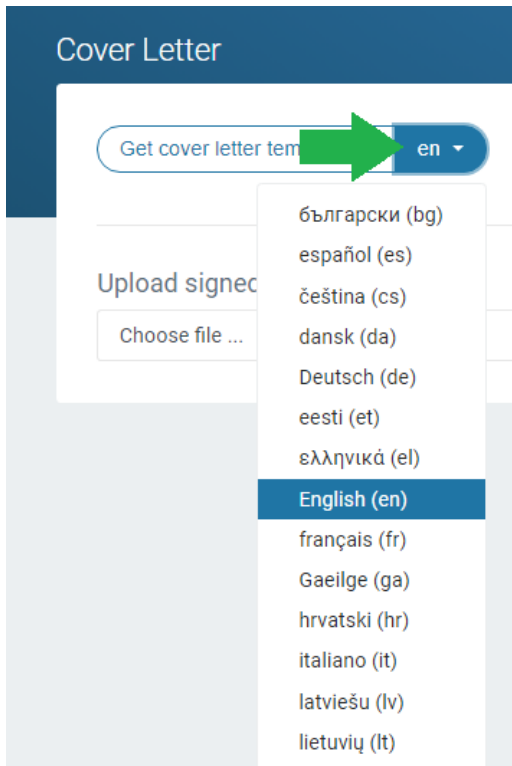 Cover Letter
Get cover letter tem
en
български (bg)
español (es)
čeština (cs)
Upload signed
dansk (da)
Choose file ...
Deutsch (de)
eesti (et)
ελληνικά (el)
English (en)
français (fr)
Gaeilge (ga)
hrvatski (hr)
italiano (it)
latviešu (lv)
lietuvių (lt)